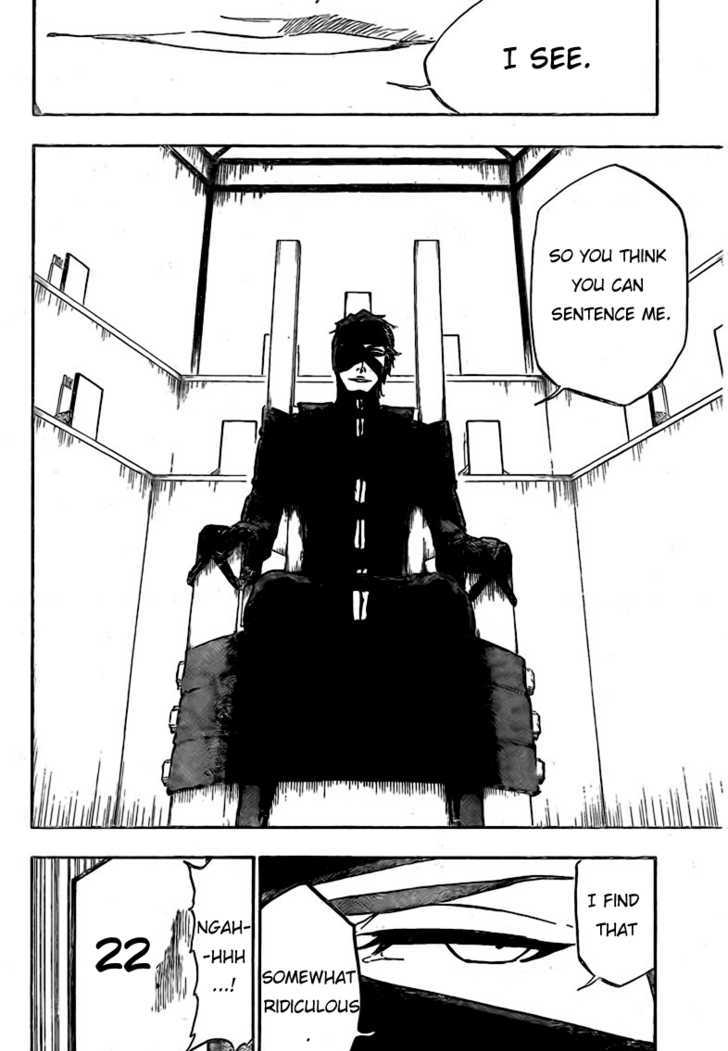 I SEE.
SO YOU THINK
YOU CAN
SENTENCE ME.
I FIND
THAT
SOMEWHAT
RIDICULOUS
.
NGAH-
-HHH
...!
22